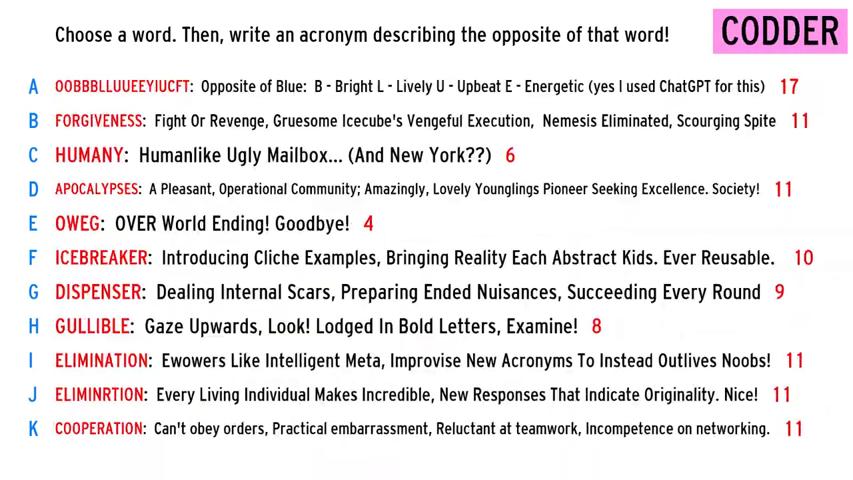 Choose a word. Then, write an acronym describing the opposite of that word!
CODDER
A OOBBBLLUUEEYIUCFT: Opposite of Blue: B - Bright L - Lively U - Upbeat E - Energetic (yes I used ChatGPT for this) 17
B FORGIVENESS: Fight Or Revenge, Gruesome Icecube's Vengeful Execution, Nemesis Eliminated, Scourging Spite 11
C HUMANY: Humanlike Ugly Mailbox... (And New York??) 6
D APOCALYPSES: A Pleasant, Operational Community; Amazingly, Lovely Younglings Pioneer Seeking Excellence. Society! 11
E OWEG: OVER World Ending! Goodbye! 4
F ICEBREAKER: Introducing Cliche Examples, Bringing Reality Each Abstract Kids. Ever Reusable. 10
G DISPENSER: Dealing Internal Scars, Preparing Ended Nuisances, Succeeding Every Round 9
H GULLIBLE: Gaze Upwards, Look! Lodged In Bold Letters, Examine! 8
I ELIMINATION: Ewowers Like Intelligent Meta, Improvise New Acronyms To Instead Outlives Noobs! 11
J ELIMINRTION: Every Living Individual Makes Incredible, New Responses That Indicate Originality. Nice! 11
K COOPERATION: Can't obey orders, Practical embarrassment, Reluctant at teamwork, Incompetence on networking. 11